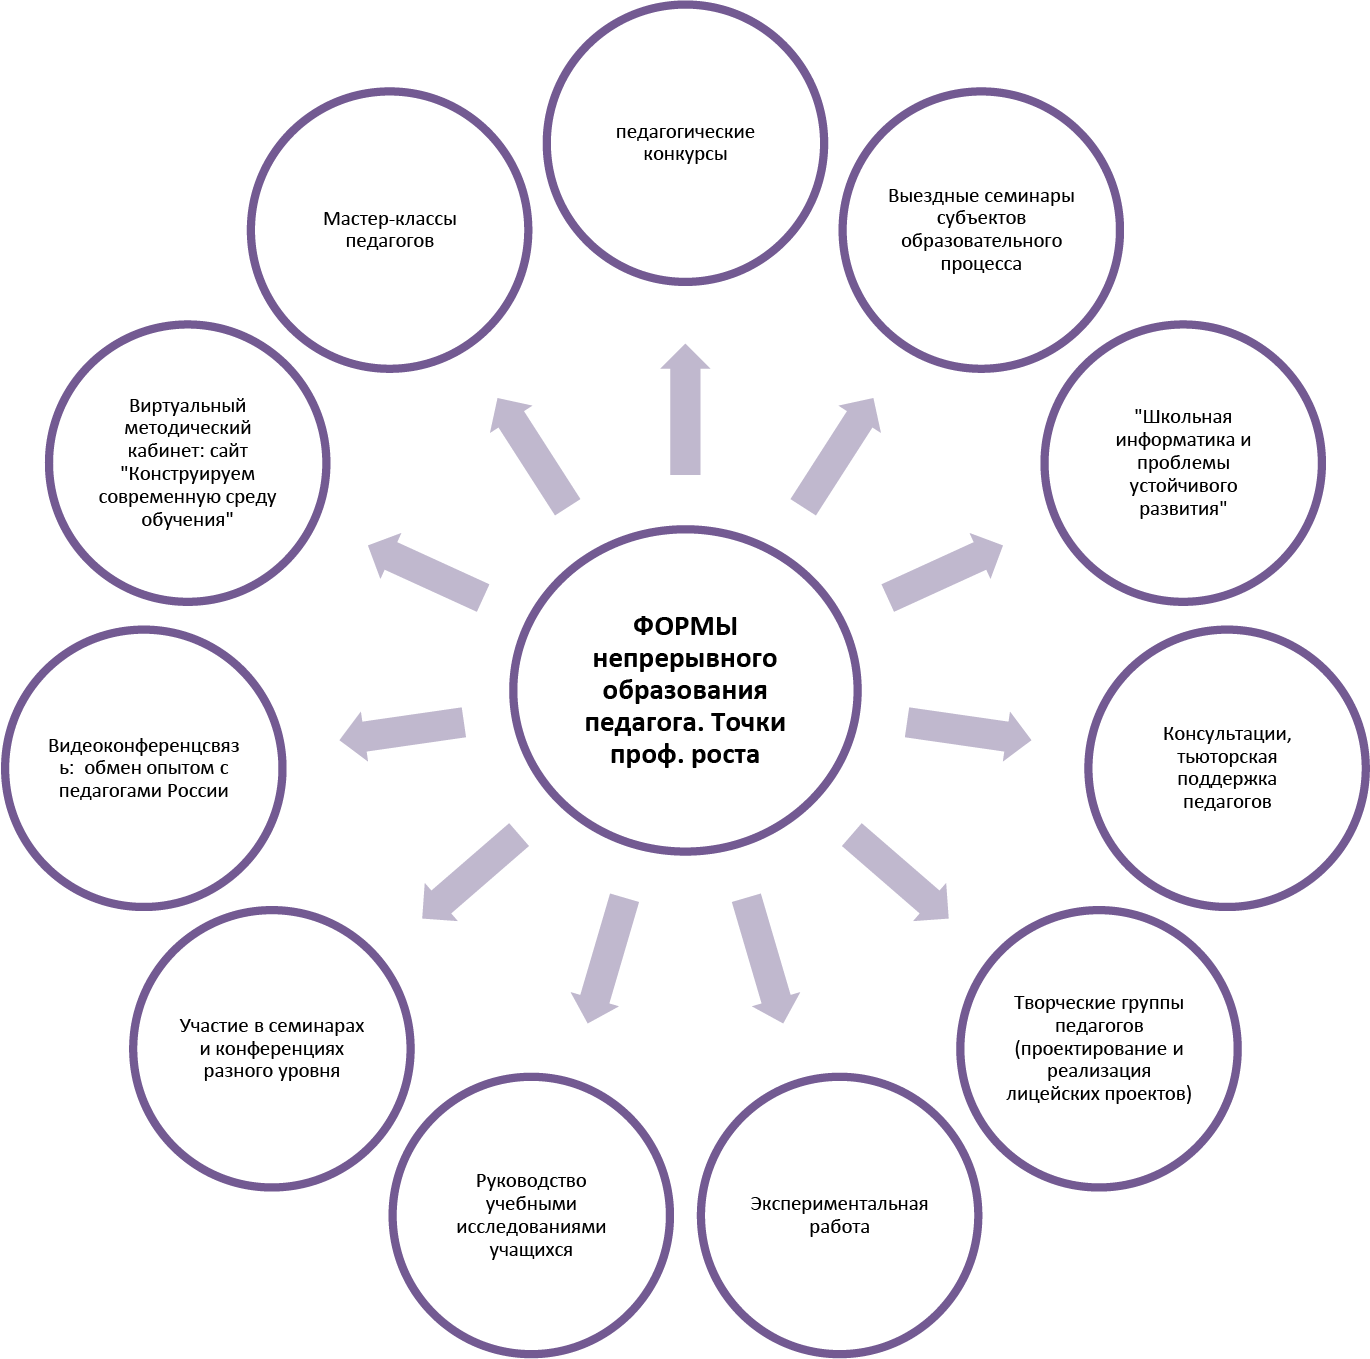 педагогические
конкурсы
Выездные семинары
субъектов
образовательного
процесса
"Школьная
информатика и
проблемы
устойчивого
развития"
Консультации,
тьюторская
поддержка
педагогов
Творческие группы
педагогов
(проектирование и
реализация
лицейских проектов)
Экспериментальная
работа
Руководство
учебными
исследованиями
учащихся
Участие в семинарах
и конференциях
разного уровня
Видеоконференцсвяз
ь:  обмен опытом с
педагогами России
Виртуальный
методический
кабинет: сайт
"Конструируем
современную среду
обучения"
Мастер-классы
педагогов
ФОРМЫ
непрерывного
образования
педагога. Точки
проф. роста